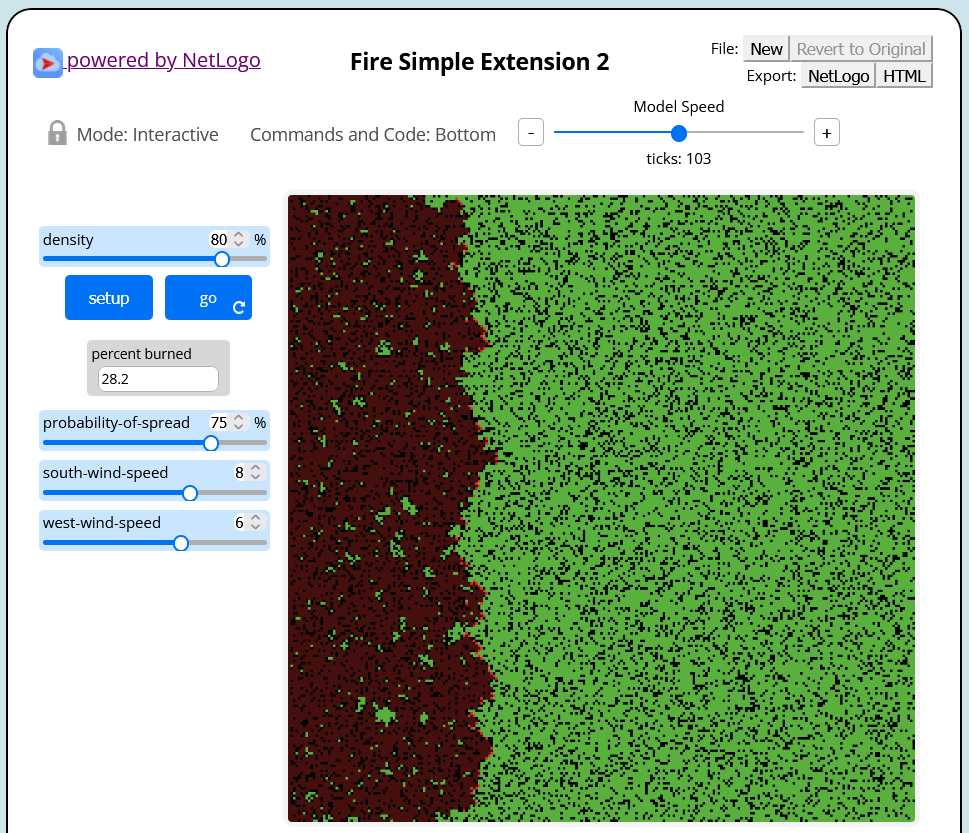 powered by NetLogo
Fire Simple Extension 2
File: New Revert to Original
Export: NetLogo HTML
Mode: Interactive
Commands and Code: Bottom
Model Speed
- +
ticks: 103
density 80 %
setup
go
percent burned
28.2
probability-of-spread 75 %
south-wind-speed 8
west-wind-speed 6